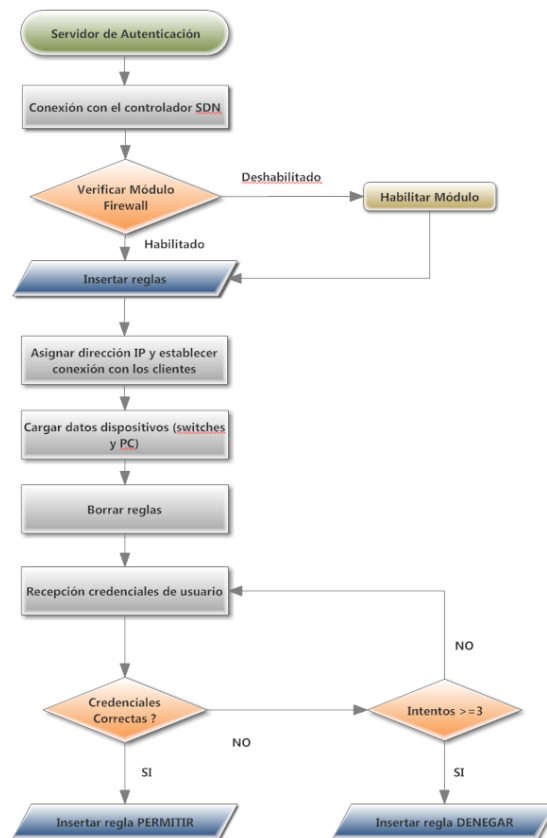 Servidor de Autenticación
Conexión con el controlador SDN
Verificar Módulo
Firewall
Deshabilitado
Habilitar Módulo
Habilitado
Insertar reglas
Asignar dirección IP y establecer
conexión con los clientes
Cargar datos dispositivos (switches
y PC)
Borrar reglas
Recepción credenciales de usuario
NO
Credenciales
Correctas ?
Intentos >=3
NO
SI
SI
Insertar regla PERMITIR
Insertar regla DENEGAR